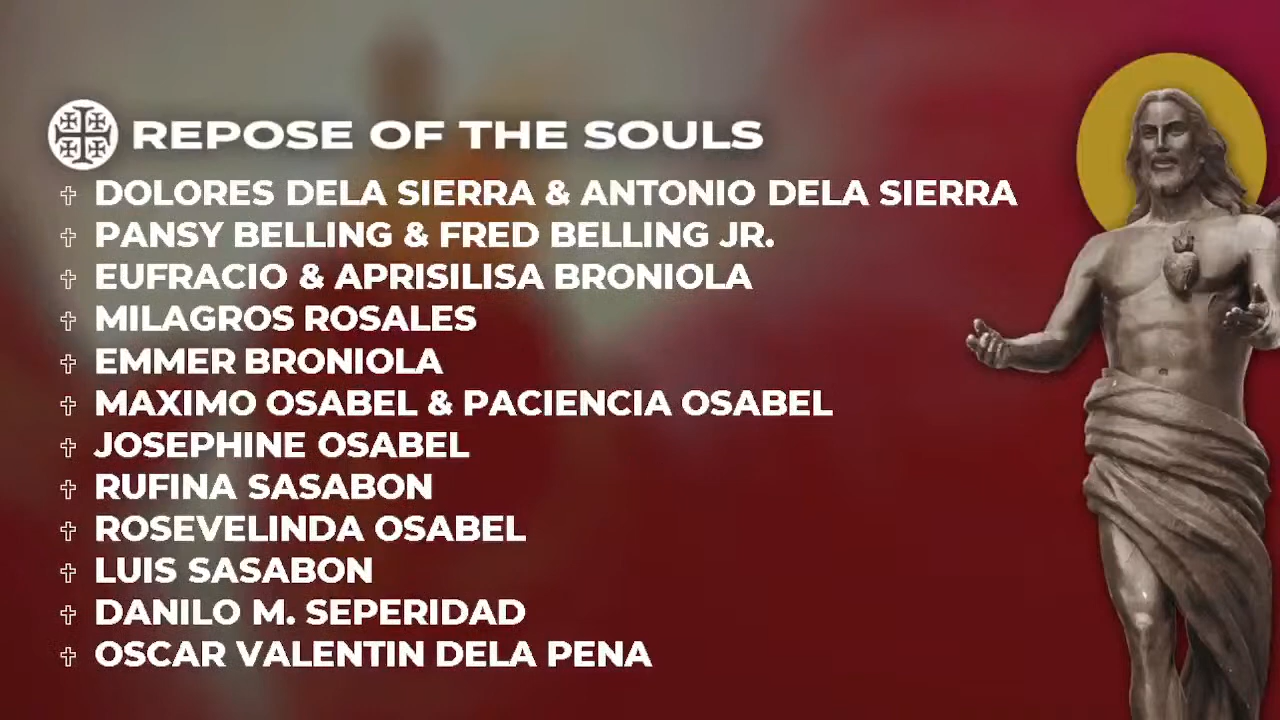 REPOSE OF THE SOULS
DOLORES DELA SIERRA & ANTONIO DELA SIERRA
PANSY BELLING & FRED BELLING JR.
EUFRACIO & APRISILISA BRONIOLA
MILAGROS ROSALES
EMMER BRONIOLA
MAXIMO OSABEL & PACIENCIA OSABEL
JOSEPHINE OSABEL
RUFINA SASABON
ROSEVELINDA OSABEL
LUIS SASABON
DANILO M. SEPERIDAD
OSCAR VALENTIN DELA PENA